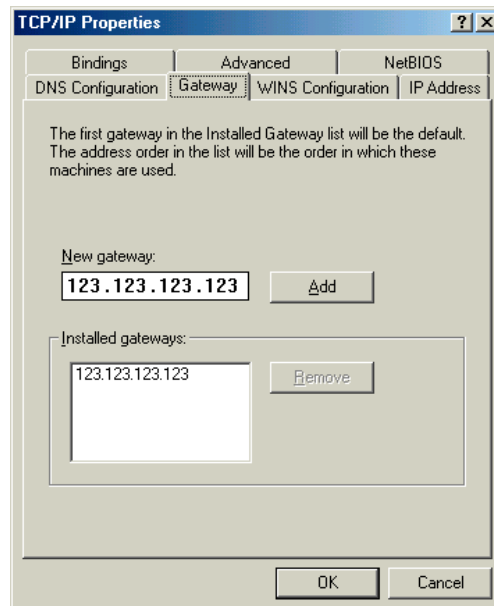 TCP/IP Properties
Bindings Advanced NetBIOS
DNS Configuration Gateway WINS Configuration IP Address
The first gateway in the Installed Gateway list will be the default.
The address order in the list will be the order in which these
machines are used.
New gateway:
123.123.123.123 Add
Installed gateways:
123.123.123.123 Remove
OK Cancel